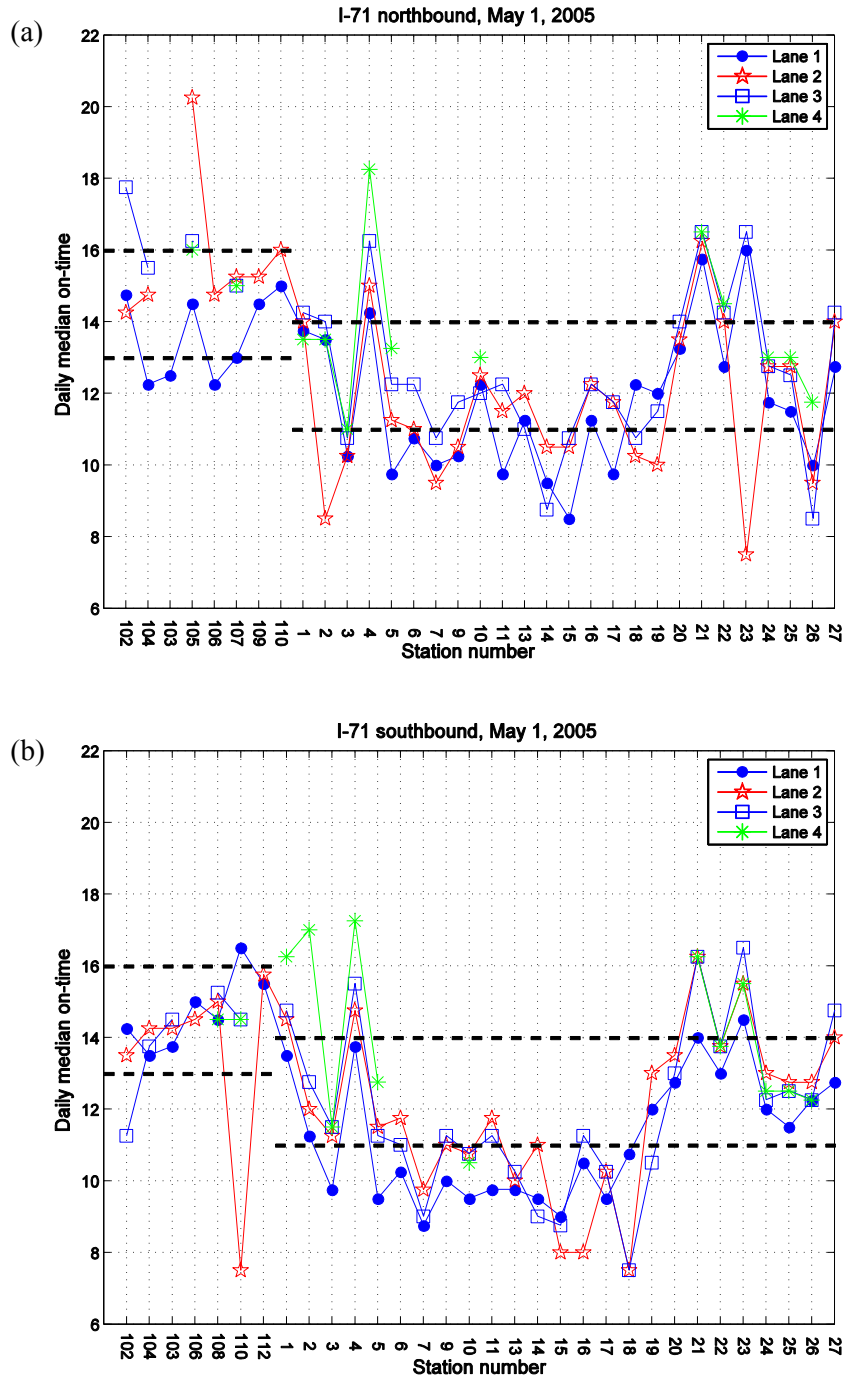 (a)
I-71 northbound, May 1, 2005
Lane 1
Lane 2
Lane 3
Lane 4
Daily median on-time
22
20
18
16
14
12
10
8
6
102 104 103 105 106 107 109 110 1 2 3 4 5 6 7 9 10 11 13 14 15 16 17 18 19 20 21 22 23 24 25 26 27
Station number
(b)
I-71 southbound, May 1, 2005
Lane 1
Lane 2
Lane 3
Lane 4
Daily median on-time
22
20
18
16
14
12
10
8
6
102 104 103 106 108 110 112 1 2 3 4 5 6 7 9 10 11 13 14 15 16 17 18 19 20 21 22 23 24 25 26 27
Station number